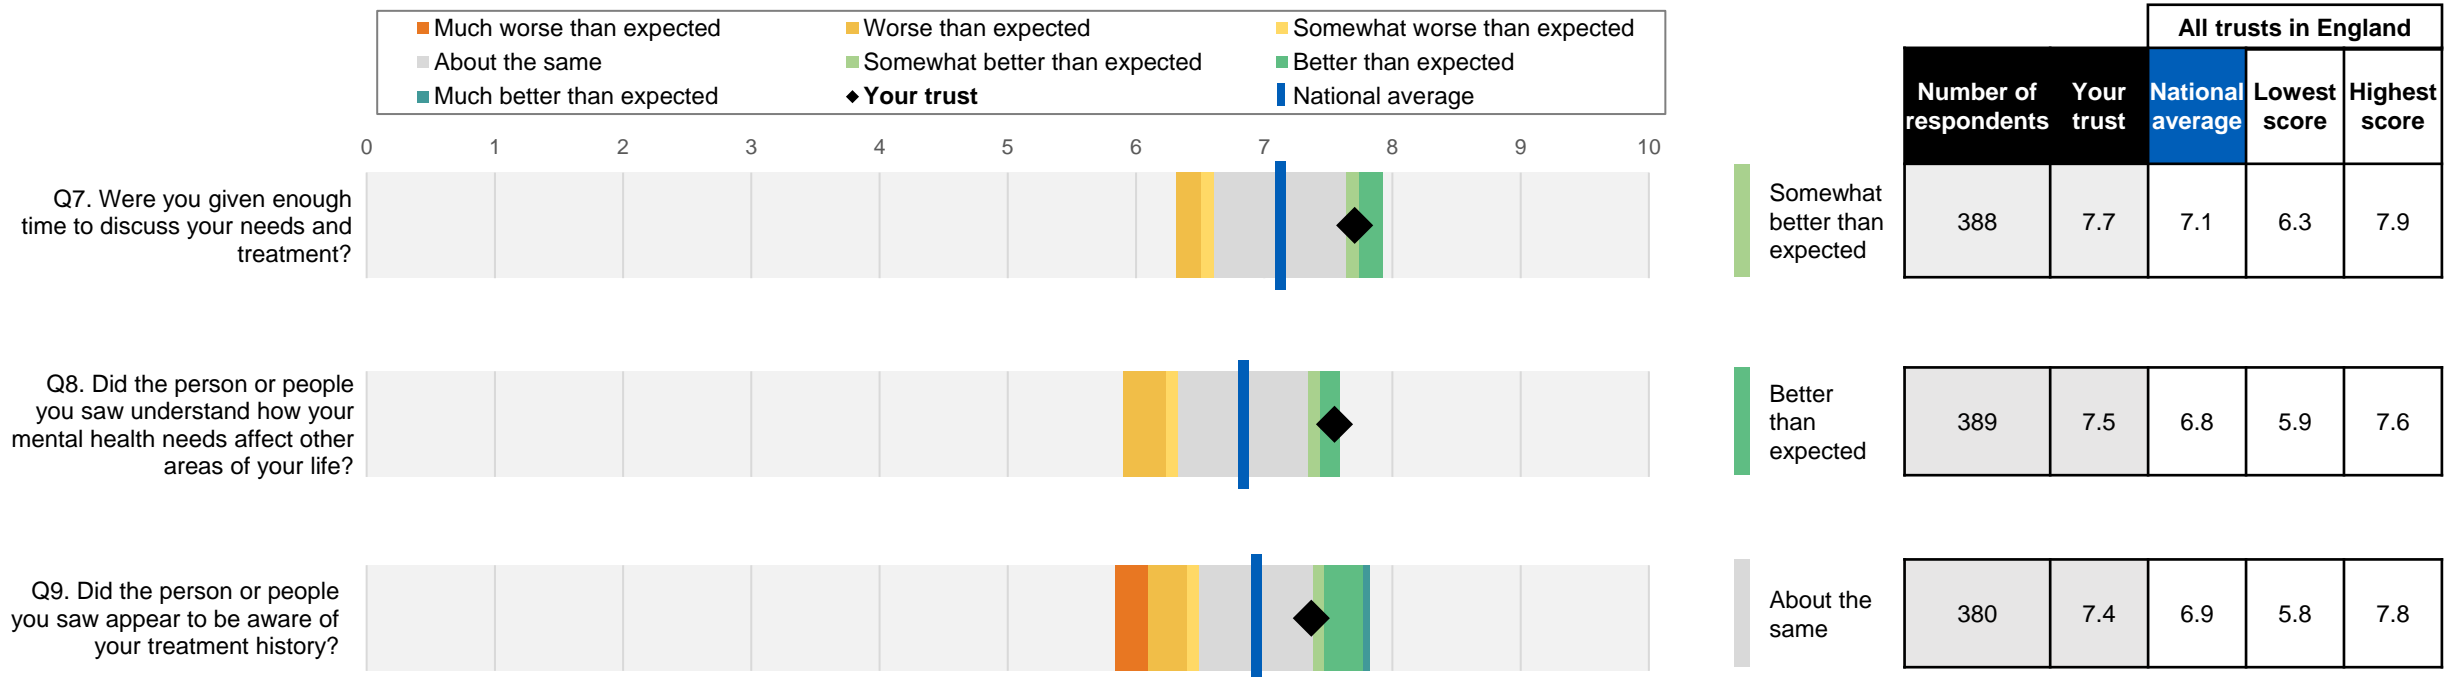 Much worse than expected
Worse than expected
Somewhat worse than expected
About the same
Somewhat better than expected
Better than expected
Much better than expected
Your trust
National average
All trusts in England
Number of
respondents
Your
trust
National
average
Lowest
score
Highest
score
0 1 2 3 4 5 6 7 8 9 10
Q7. Were you given enough
time to discuss your needs and
treatment?
Somewhat
better than
expected
388 7.7 7.1 6.3 7.9
Q8. Did the person or people
you saw understand how your
mental health needs affect other
areas of your life?
Better
than
expected
389 7.5 6.8 5.9 7.6
Q9. Did the person or people
you saw appear to be aware of
your treatment history?
About the
same
380 7.4 6.9 5.8 7.8